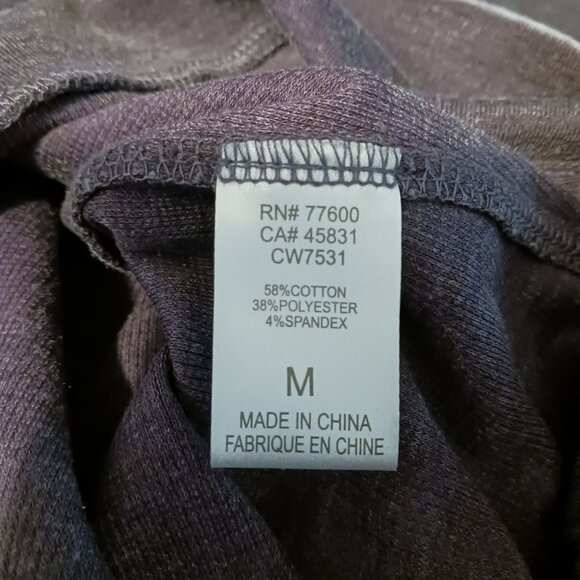 RN# 77600
CA# 45831
CW7531
58%COTTON
38%POLYESTER
4%SPANDEX
M
MADE IN CHINA
FABRIQUE EN CHINE